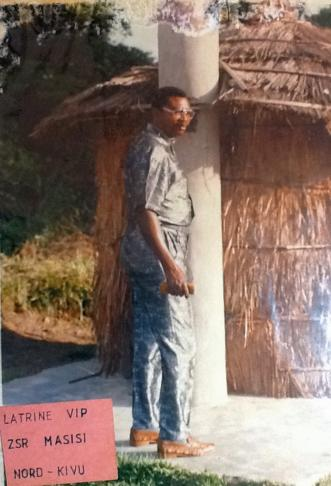 LATRINE VIP
ZSR MASISI
NORD-KIVU